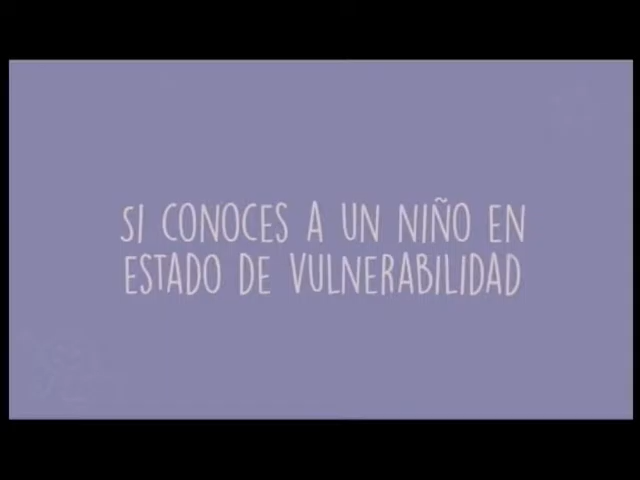 SI CONOCES A UN NIÑO EN
ESTADO DE VULNERABILIDAD